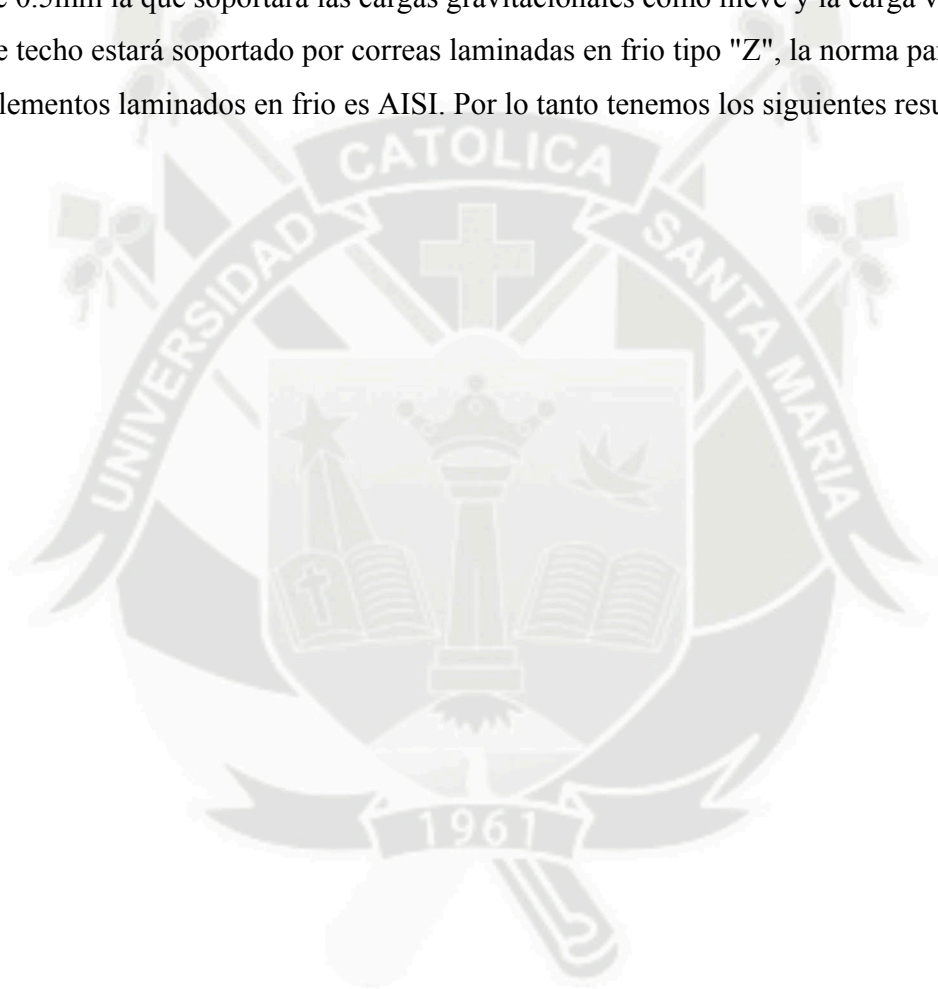 e 0.5mm la que soportara las cargas gravitacionales como nieve y la carga v
e techo estará soportado por correas laminadas en frio tipo "Z", la norma pa
lementos laminados en frio es AISI. Por lo tanto tenemos los siguientes resu
UNIVERSIDAD CATOLICA SANTA MARIA
1961